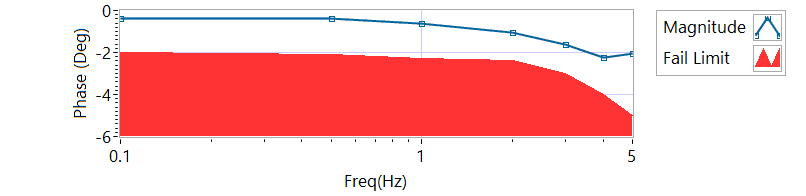 0
-2
-4
-6
Phase (Deg)
0.1
1
5
Freq(Hz)
Magnitude
Fail Limit